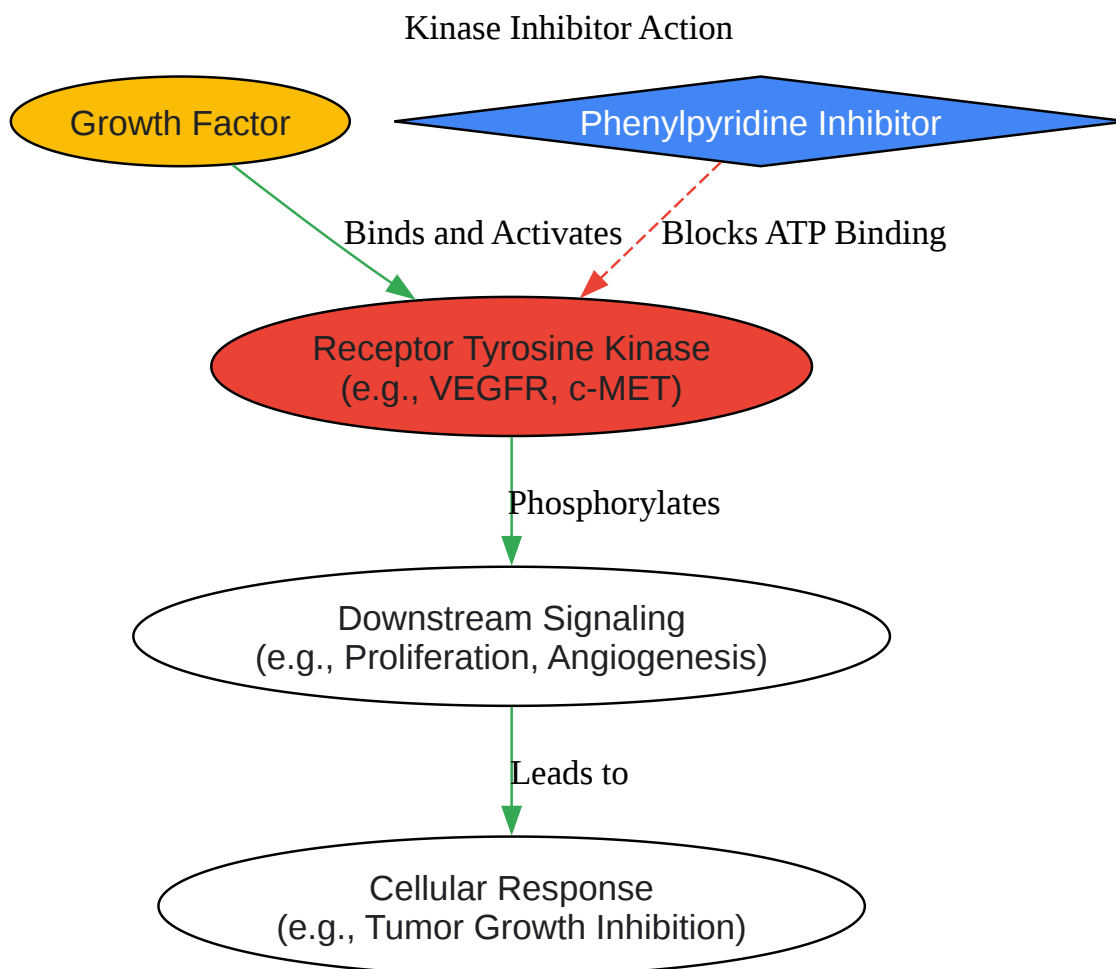 Kinase Inhibitor Action
Growth Factor
Phenylpyridine Inhibitor
Binds and Activates
Blocks ATP Binding
Receptor Tyrosine Kinase
(e.g., VEGFR, c-MET)
Phosphorylates
Downstream Signaling
(e.g., Proliferation, Angiogenesis)
Leads to
Cellular Response
(e.g., Tumor Growth Inhibition)